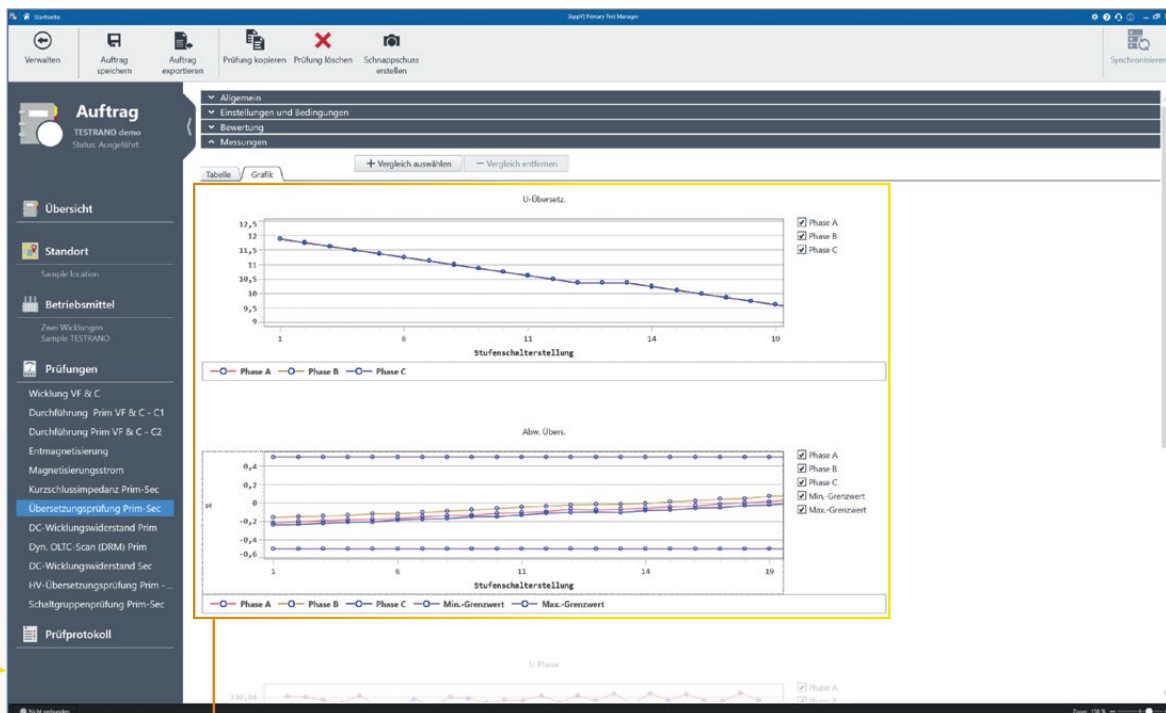 Startseite
[AppV] Primary Test Manager
Verwalten
Auftrag speichern
Auftrag exportieren
Prüfung kopieren
Prüfung löschen
Schnappschuss erstellen
Synchronisieren
Auftrag
TESTRANO demo
Status: Ausgeführt
Übersicht
Standort
Sample location
Betriebsmittel
Zwei Wicklungen
Sample TESTRANO
Prüfungen
Wicklung VF & C
Durchführung Prim VF & C - C1
Durchführung Prim VF & C - C2
Entmagnetisierung
Magnetisierungsstrom
Kurzschlussimpedanz Prim-Sec
Übersetzungsprüfung Prim-Sec
DC-Wicklungswiderstand Prim
Dyn. OLTC-Scan (DRM) Prim
DC-Wicklungswiderstand Sec
HV-Übersetzungsprüfung Prim -...
Schaltgruppenprüfung Prim-Sec
Prüfprotokoll
Nicht verbunden
Allgemein
Einstellungen und Bedingungen
Bewertung
Messungen
+ Vergleich auswählen
− Vergleich entfernen
Tabelle
Grafik
U-Übersetz.
12,5
12
11,5
11
10,5
10
9,5
9
1 6 11 14 19
Stufenschalterstellung
Phase A
Phase B
Phase C
Phase A Phase B Phase C
Abw. Übers.
%
0,4
0,2
0
-0,2
-0,4
-0,6
1 6 11 14 19
Stufenschalterstellung
Phase A
Phase B
Phase C
Min.-Grenzwert
Max.-Grenzwert
Phase A Phase B Phase C Min.-Grenzwert Max.-Grenzwert
U Phase
Phase A
Phase B
Zoom 130 %